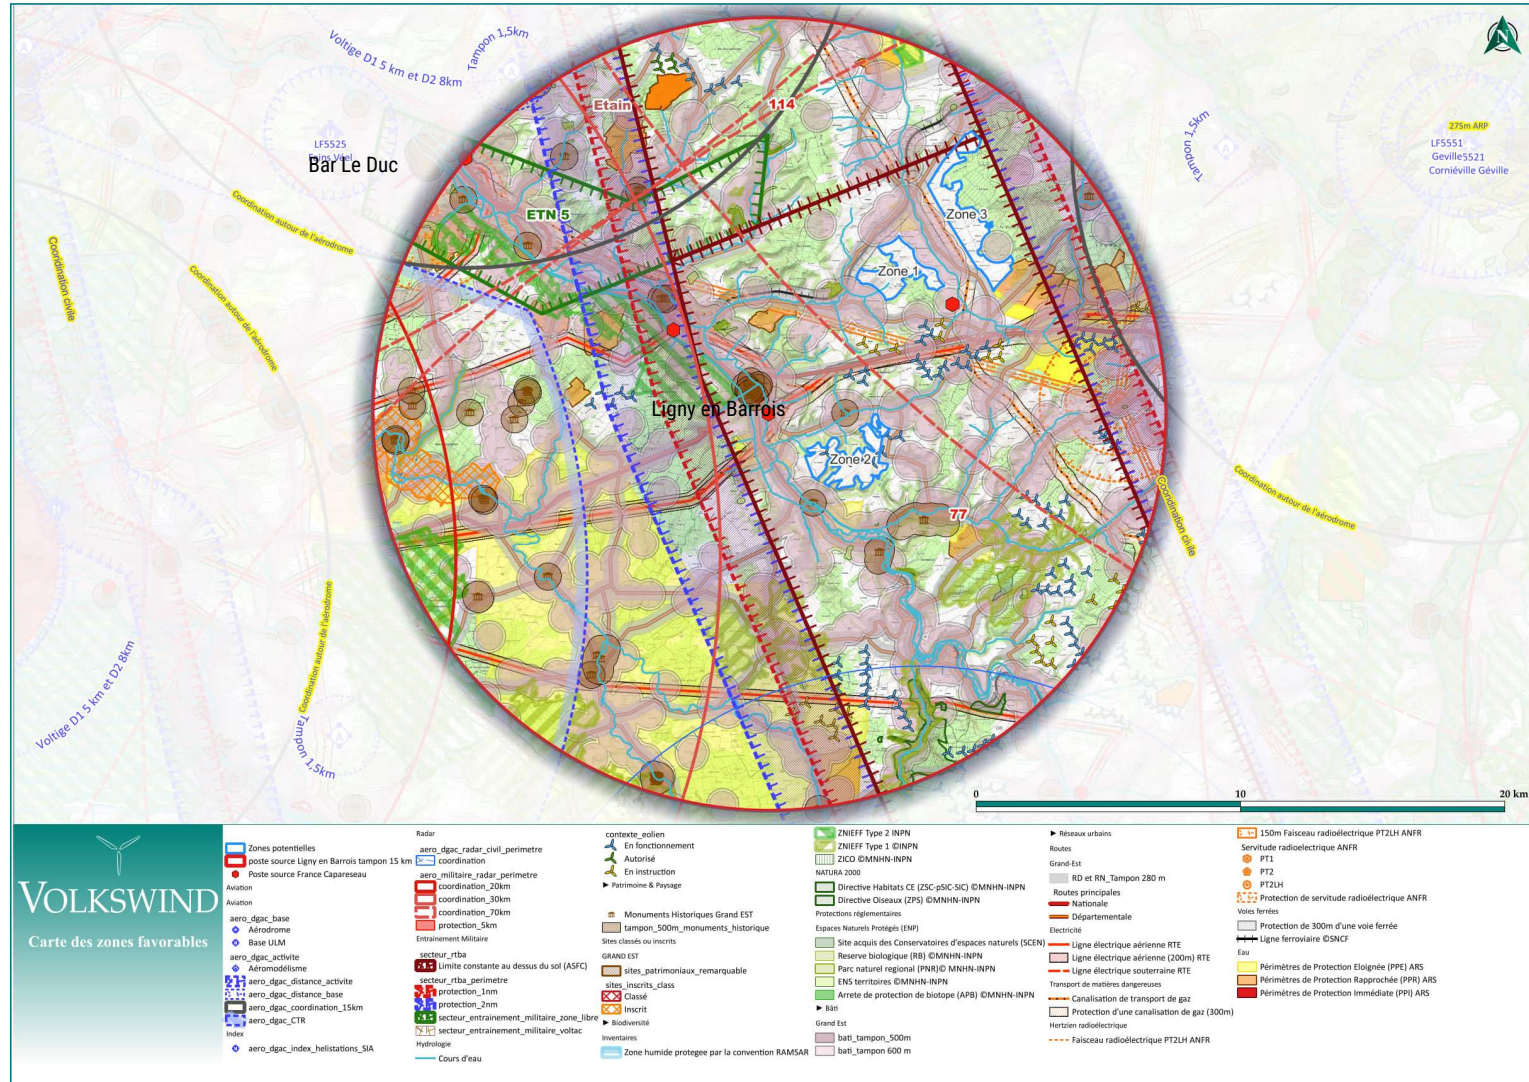 Voltige D1 5 km et D2 8km
Tampon 1,5km
N
Etain
114
LF5525
Bar Le Duc
Tampon 1,5km
275m ARP
LF5551
Geville5521
Corniéville Géville
Coordination autour de l'aérodrome
ETN 5
Zone 3
Cooridination civile
Coordination autour de l'aérodrome
Zone 1
Ligny en Barrois
Zone 2
Coordination autour de l'aérodrome
77
Cooridination civile
Coordination autour de l'aérodrome
Voltige D1 5 km et D2 8km
Tampon 1,5km
0
10
20 km
VOLKSWIND
Carte des zones favorables
Zones potentielles
poste source Ligny en Barrois tampon 15 km
Poste source France Capareseau
Aviation
Aviation
aero_dgac_base
Aérodrome
Base ULM
aero_dgac_activite
Aéromodélisme
aero_dgac_distance_activite
aero_dgac_distance_base
aero_dgac_coordination_15km
aero_dgac_CTR
Index
aero_dgac_index_helistations_SIA
Radar
aero_dgac_radar_civil_perimetre
coordination
aero_militaire_radar_perimetre
coordination_20km
coordination_30km
coordination_70km
protection_5km
Entrainement Militaire
secteur_rtba
Limite constante au dessus du sol (ASFC)
secteur_rtba_perimetre
protection_1nm
protection_2nm
secteur_entrainement_militaire_zone_libre
secteur_entrainement_militaire_voltac
Hydrologie
Cours d'eau
contexte_eolien
En fonctionnement
Autorisé
En instruction
► Patrimoine & Paysage
Monuments Historiques Grand EST
tampon_500m_monuments_historique
Sites classés ou inscrits
GRAND EST
sites_patrimoniaux_remarquable
sites_inscrits_class
Classé
Inscrit
► Biodiversité
Inventaires
Zone humide protegee par la convention RAMSAR
ZNIEFF Type 2 INPN
ZNIEFF Type 1 ©INPN
ZICO ©MNHN-INPN
NATURA 2000
Directive Habitats CE (ZSC-pSIC-SIC) ©MNHN-INPN
Directive Oiseaux (ZPS) ©MNHN-INPN
Protections réglementaires
Espaces Naturels Protégés (ENP)
Site acquis des Conservatoires d'espaces naturels (SCEN)
Reserve biologique (RB) ©MNHN-INPN
Parc naturel regional (PNR)© MNHN-INPN
ENS territoires ©MNHN-INPN
Arrete de protection de biotope (APB) ©MNHN-INPN
► Bâti
Grand Est
bati_tampon_500m
bati_tampon 600 m
► Réseaux urbains
Routes
Grand-Est
RD et RN_Tampon 280 m
Routes principales
Nationale
Départementale
Electricité
Ligne électrique aérienne RTE
Ligne électrique aérienne (200m) RTE
Ligne électrique souterraine RTE
Transport de matières dangereuses
Canalisation de transport de gaz
Protection d'une canalisation de gaz (300m)
Hertzien radioélectrique
Faisceau radioélectrique PT2LH ANFR
150m Faisceau radioélectrique PT2LH ANFR
Servitude radioelectrique ANFR
PT1
PT2
PT2LH
Protection de servitude radioélectrique ANFR
Voies ferrées
Protection de 300m d'une voie ferrée
Ligne ferroviaire ©SNCF
Eau
Périmètres de Protection Eloignée (PPE) ARS
Périmètres de Protection Rapprochée (PPR) ARS
Périmètres de Protection Immédiate (PPI) ARS